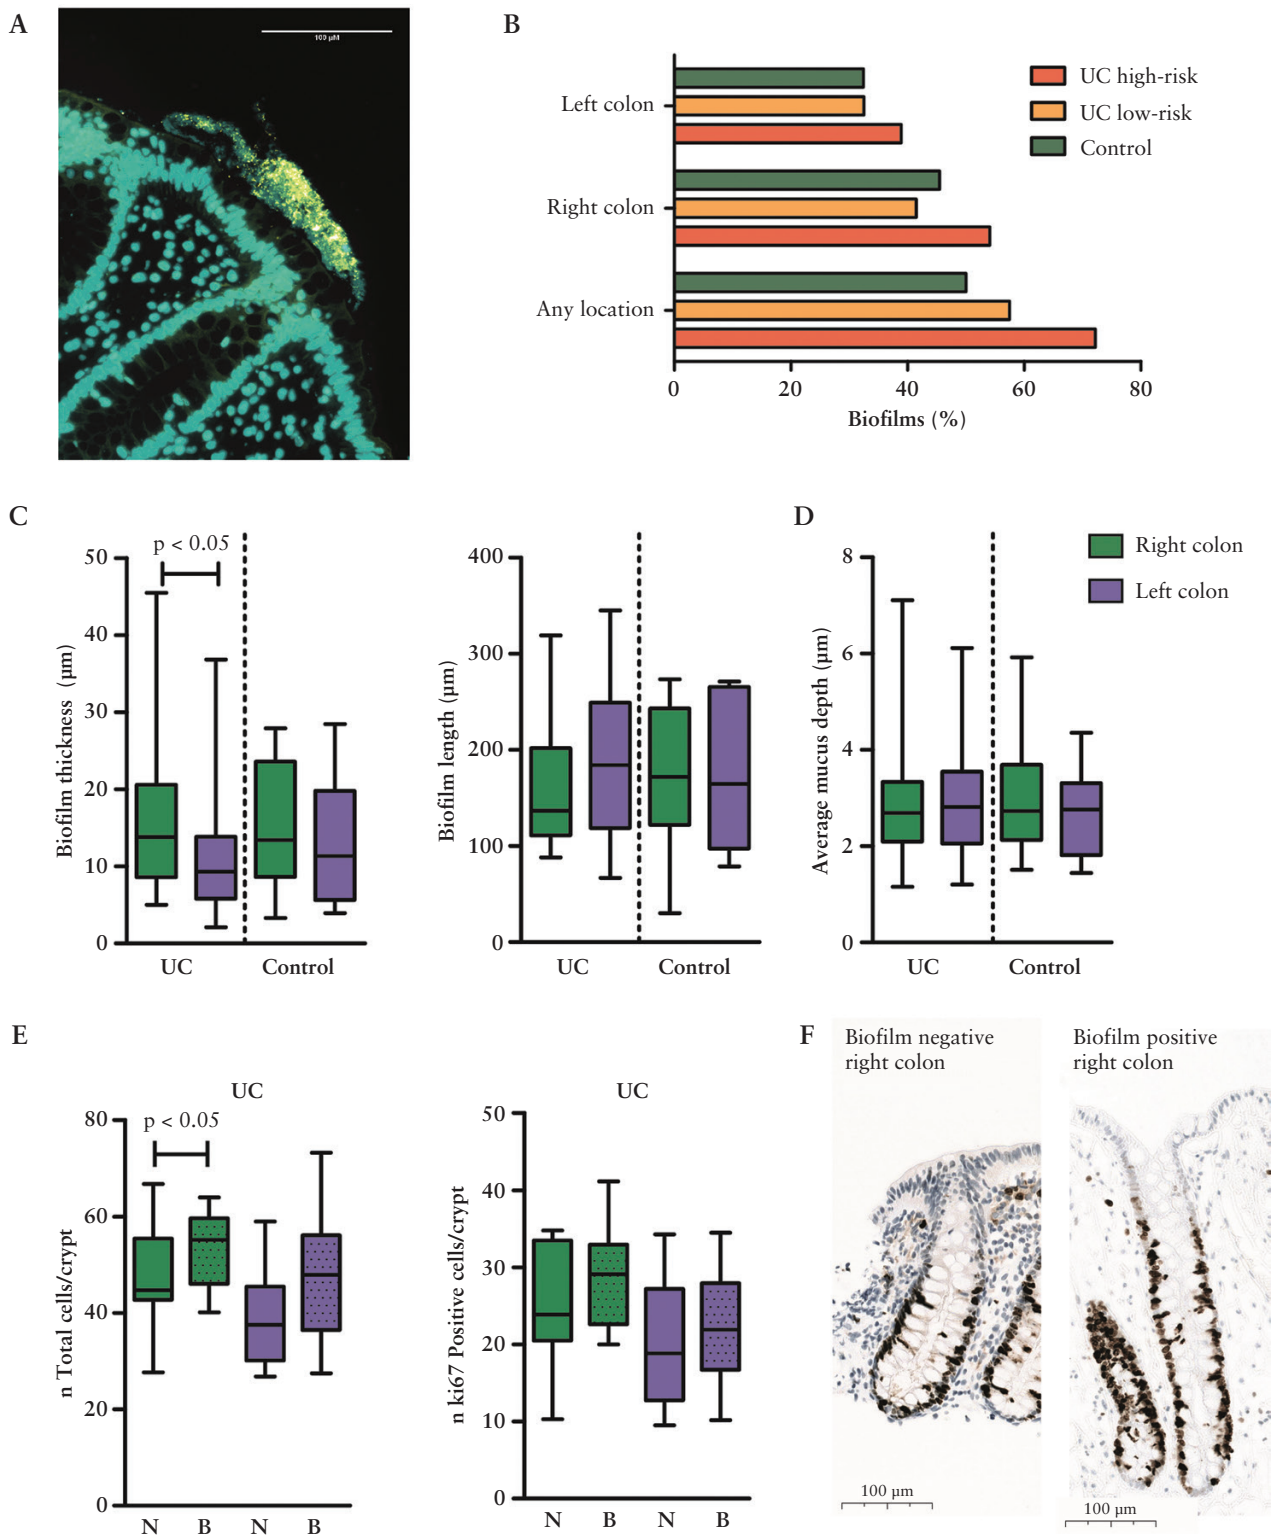 A
100 µM
B
Left colon
Right colon
Any location
0 20 40 60 80
Biofilms (%)
UC high-risk
UC low-risk
Control
C
p < 0.05
50
40
30
20
10
0
Biofilm thickness (µm)
UC Control
400
300
200
100
0
Biofilm length (µm)
UC Control
D
8
6
4
2
0
Average mucus depth (µm)
UC Control
Right colon
Left colon
E
UC
p < 0.05
80
60
40
20
0
n Total cells/crypt
N B N B
UC
50
40
30
20
10
0
n ki67 Positive cells/crypt
N B N B
F
Biofilm negative
right colon
100 µm
Biofilm positive
right colon
100 µm